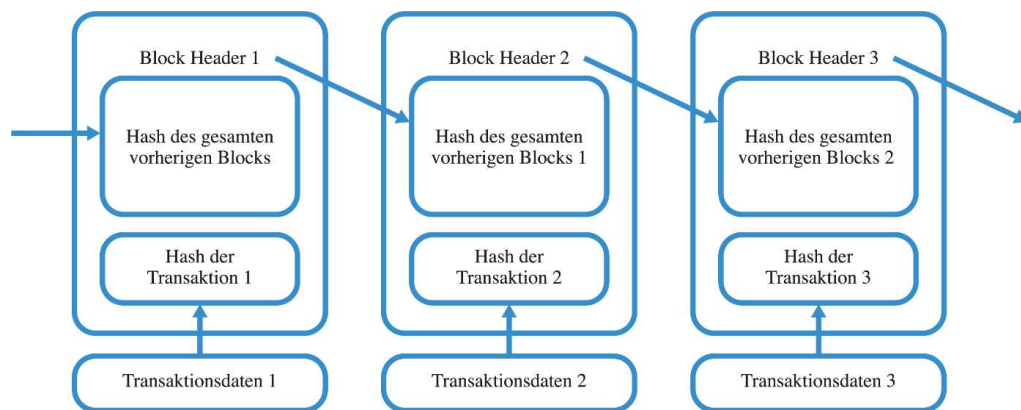 Block Header 1
Hash des gesamten
vorherigen Blocks
Hash der
Transaktion 1
Transaktionsdaten 1
Block Header 2
Hash des gesamten
vorherigen Blocks 1
Hash der
Transaktion 2
Transaktionsdaten 2
Block Header 3
Hash des gesamten
vorherigen Blocks 2
Hash der
Transaktion 3
Transaktionsdaten 3